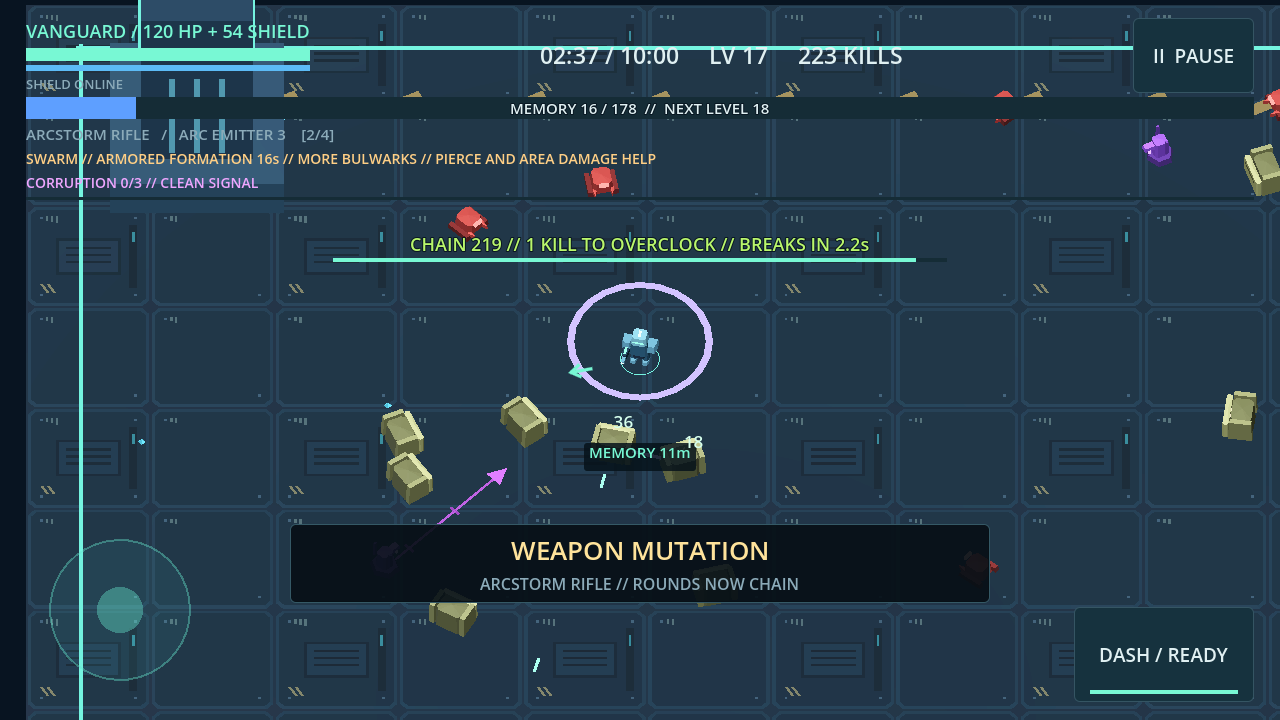 VANGUARD / 120 HP + 54 SHIELD
02:37 / 10:00 LV 17 223 KILLS
II PAUSE
SHIELD ONLINE
MEMORY 16 / 178 // NEXT LEVEL 18
ARCSTORM RIFLE / ARC EMITTER 3 [2/4]
SWARM // ARMORED FORMATION 16s // MORE BULWARKS // PIERCE AND AREA DAMAGE HELP
CORRUPTION 0/3 // CLEAN SIGNAL
CHAIN 219 // 1 KILL TO OVERCLOCK // BREAKS IN 2.2s
36
18
MEMORY 11m
WEAPON MUTATION
ARCSTORM RIFLE // ROUNDS NOW CHAIN
DASH / READY